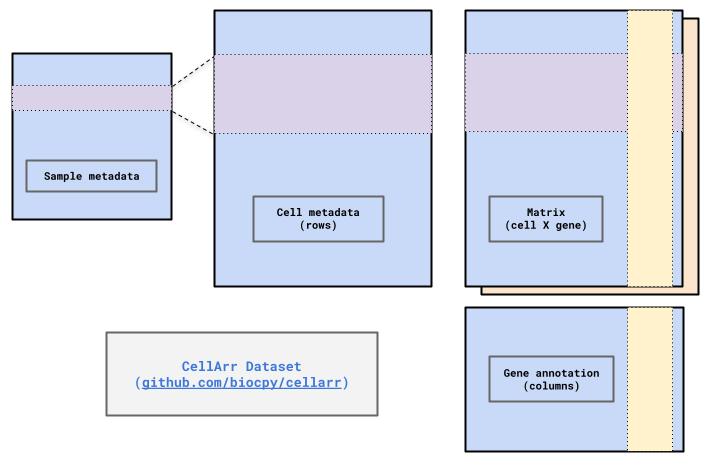 Sample metadata
Cell metadata
(rows)
Matrix
(cell X gene)
Gene annotation
(columns)
CellArr Dataset
(github.com/biocpy/cellarr)